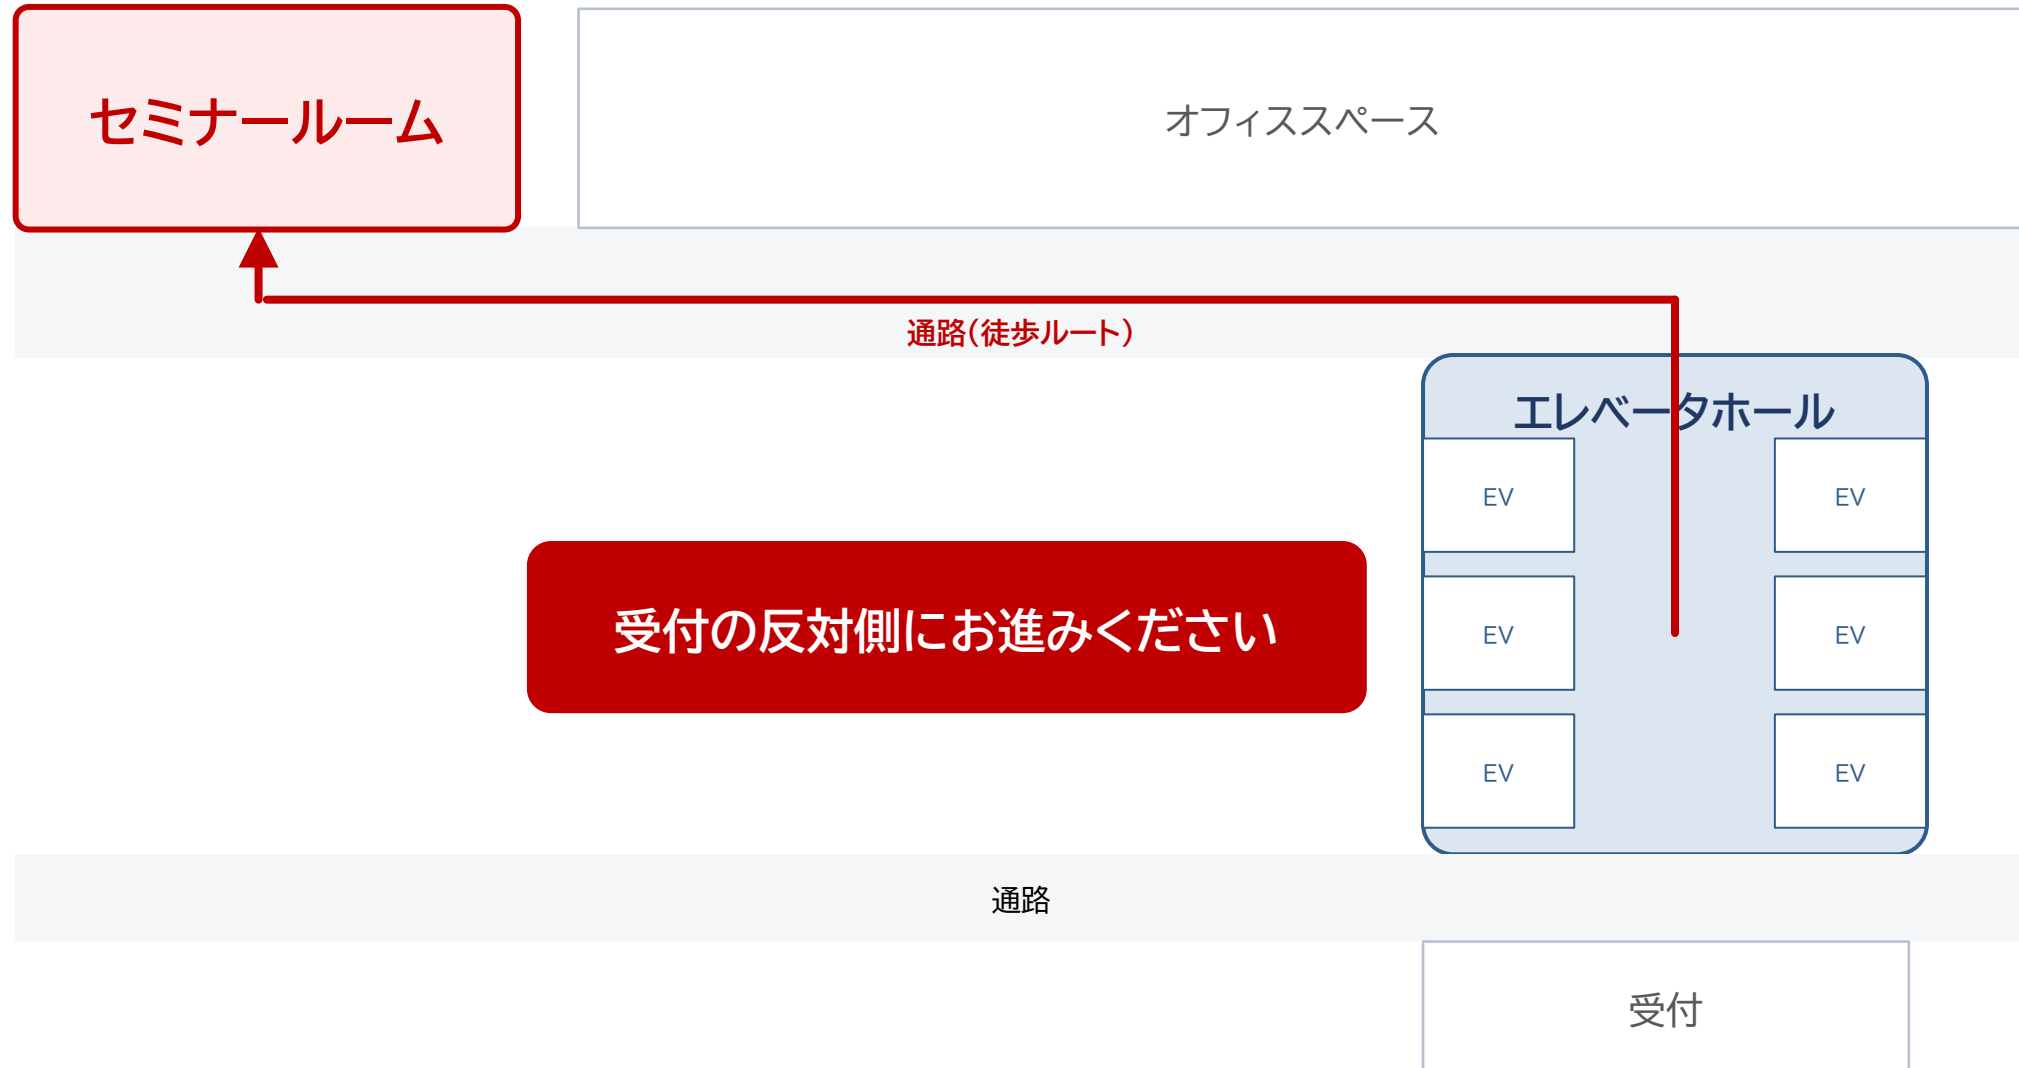 セミナールーム
オフィススペース
通路(徒歩ルート)
エレベータホール
EV
EV
受付の反対側にお進みください
EV
EV
EV
EV
通路
受付